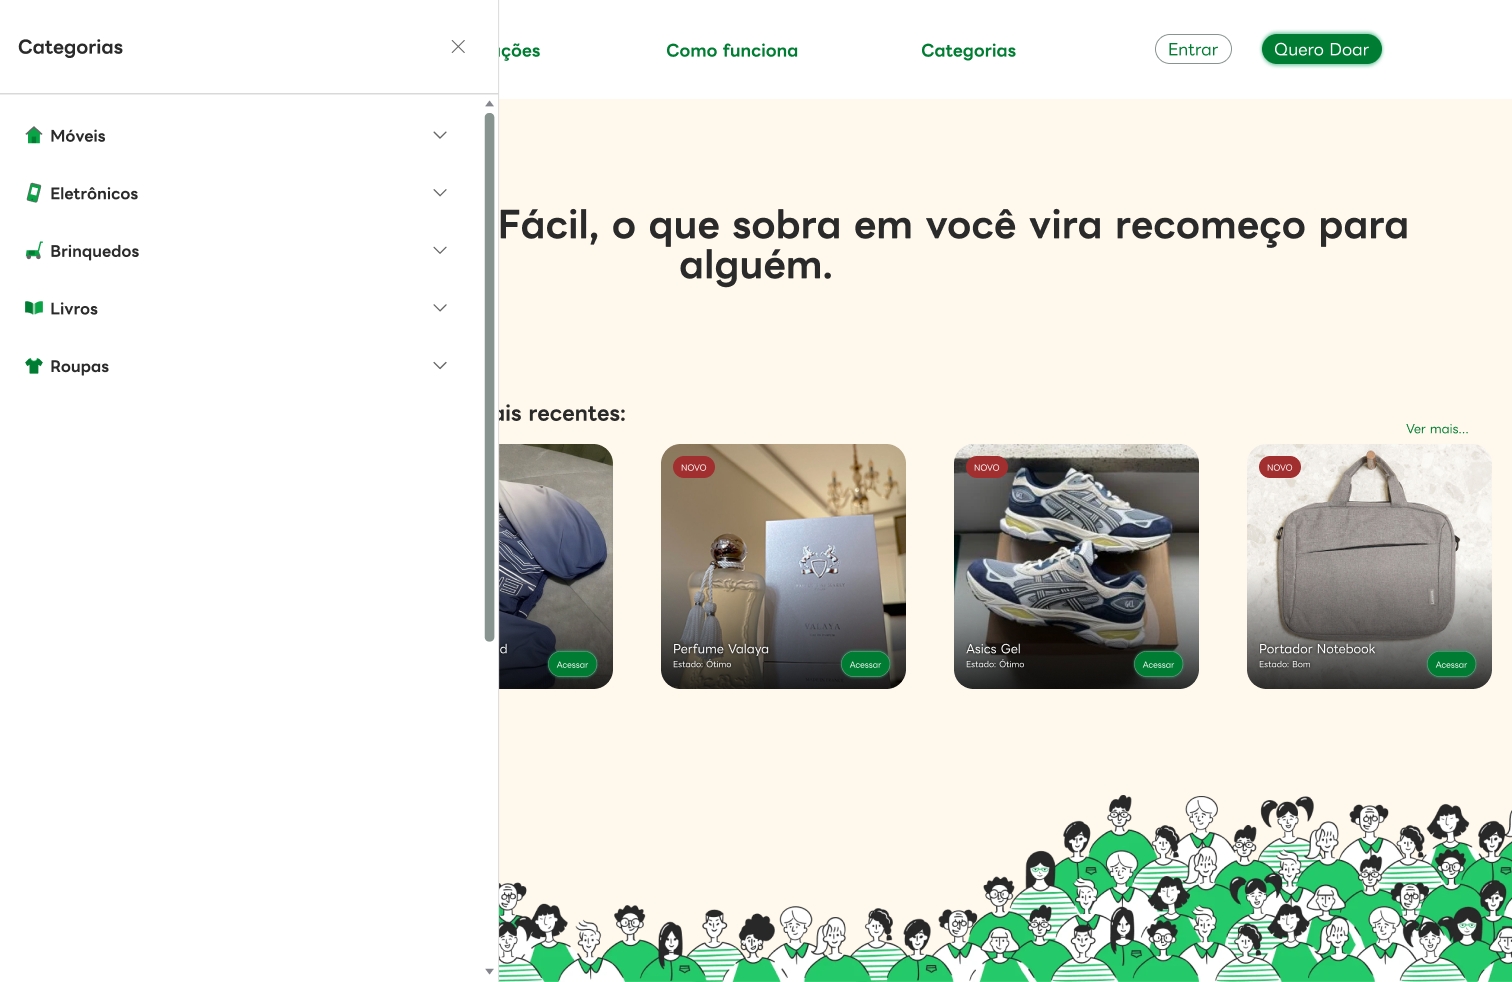 Categorias
ções
Como funciona
Categorias
Entrar
Quero Doar
Móveis
Eletrônicos
Brinquedos
Livros
Roupas
Fácil, o que sobra em você vira recomeço para
alguém.
ais recentes:
Ver mais...
d
Acessar
NOVO
VALAYA
Perfume Valaya
Estado: Ótimo
Acessar
NOVO
Asics Gel
Estado: Ótimo
Acessar
NOVO
Portador Notebook
Estado: Bom
Acessar